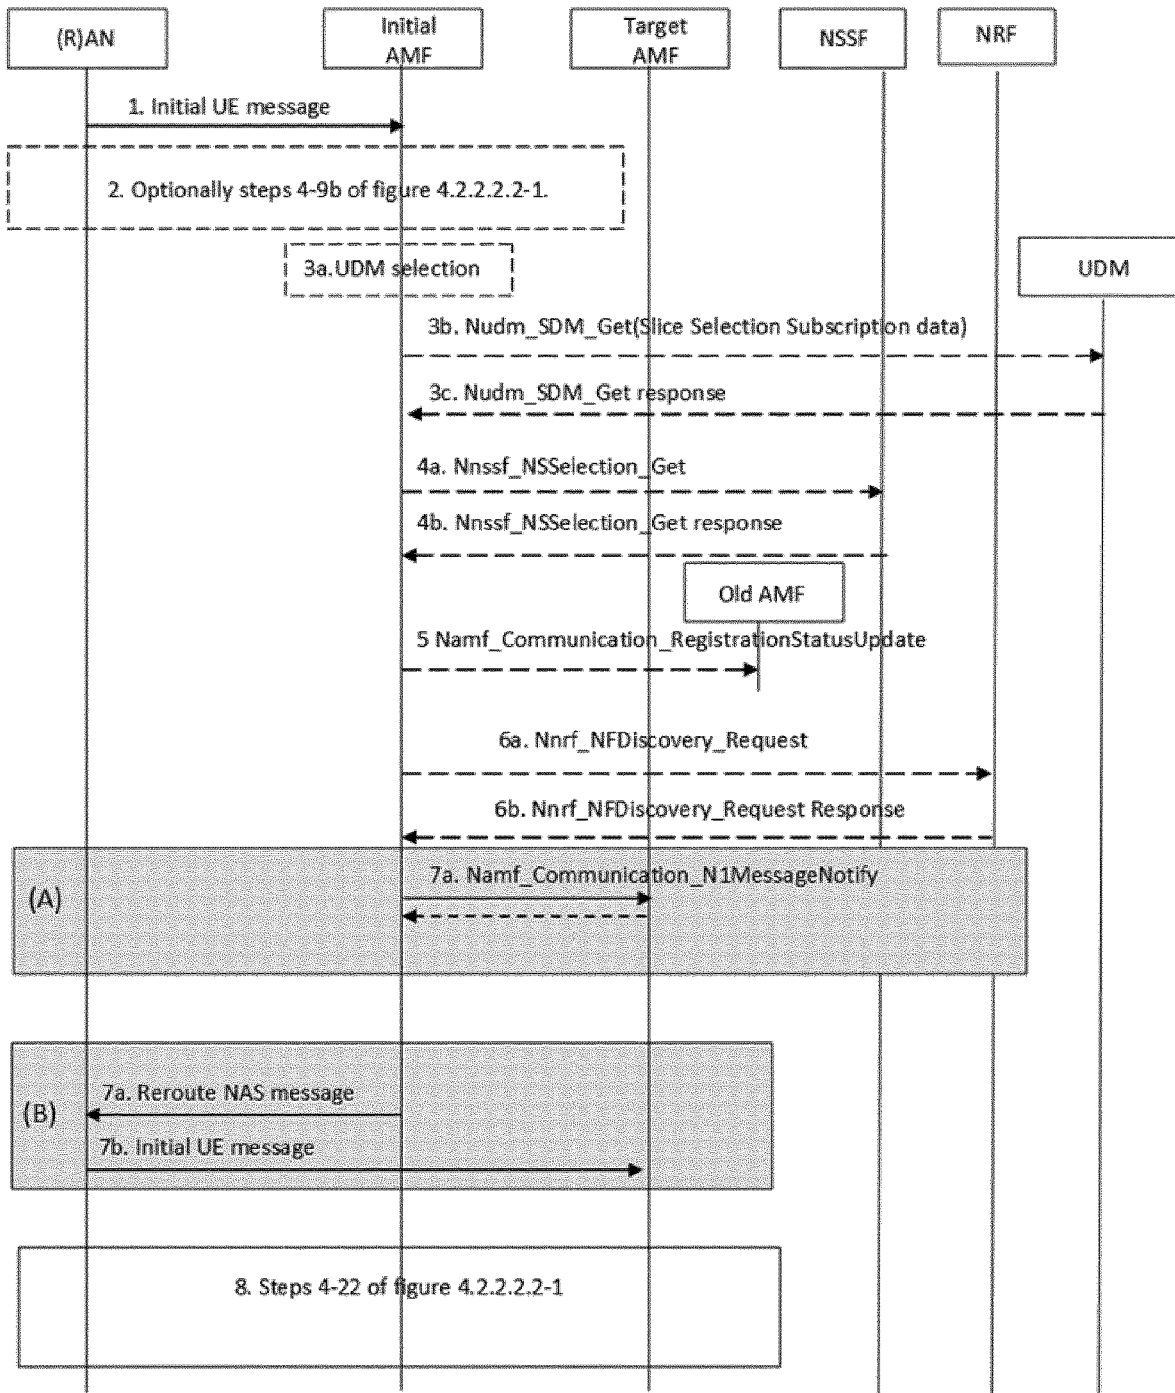 (R)AN
Initial
AMF
Target
AMF
NSSF
NRF
1. Initial UE message
2. Optionally steps 4-9b of figure 4.2.2.2.2-1.
3a.UDM selection
UDM
3b. Nudm_SDM_Get(Slice Selection Subscription data)
3c. Nudm_SDM_Get response
4a. Nnssf_NSSelection_Get
4b. Nnssf_NSSelection_Get response
Old AMF
5 Namf_Communication_RegistrationStatusUpdate
6a. Nnrf_NFDiscovery_Request
6b. Nnrf_NFDiscovery_Request Response
(A)
7a. Namf_Communication_N1MessageNotify
(B)
7a. Reroute NAS message
7b. Initial UE message
8. Steps 4-22 of figure 4.2.2.2.2-1